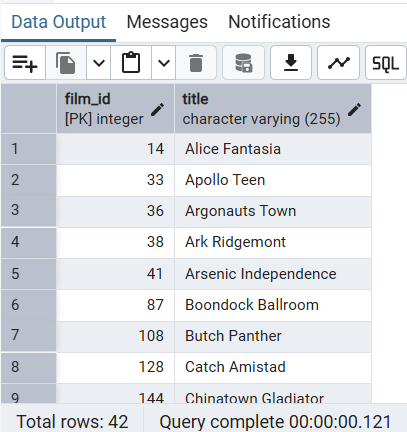 Data Output Messages Notifications
SQL
film_id title
[PK] integer character varying (255)
1 14 Alice Fantasia
2 33 Apollo Teen
3 36 Argonauts Town
4 38 Ark Ridgemont
5 41 Arsenic Independence
6 87 Boondock Ballroom
7 108 Butch Panther
8 128 Catch Amistad
9 144 Chinatown Gladiator
Total rows: 42 Query complete 00:00:00.121